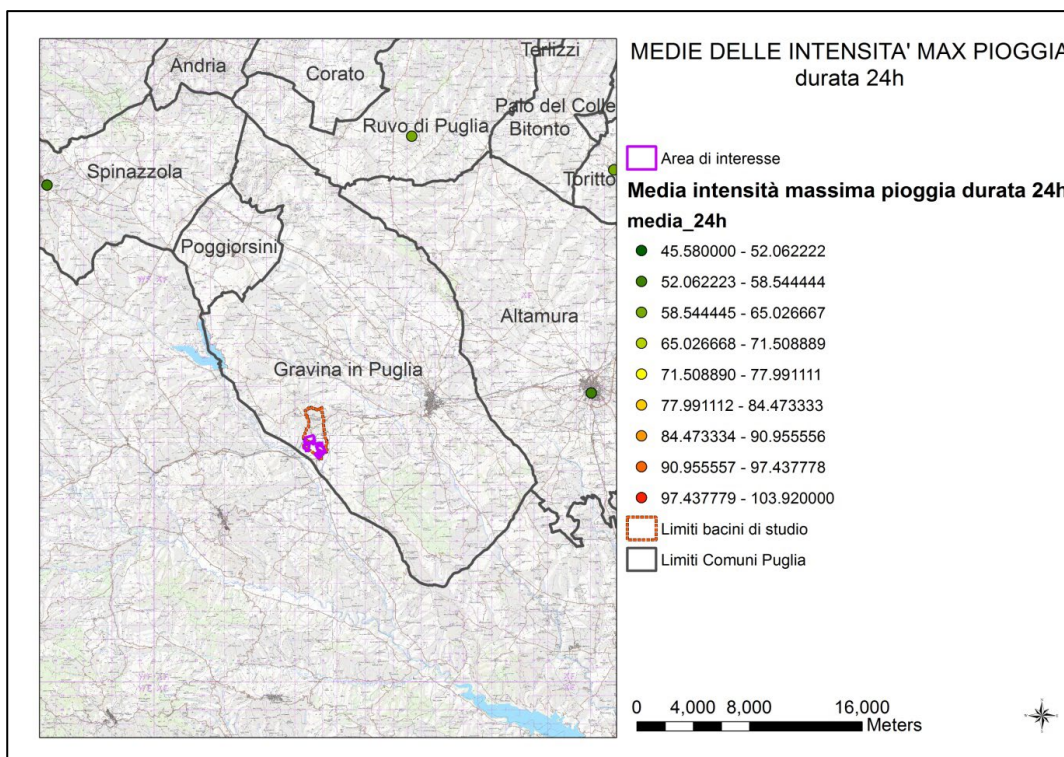 Terlizzi
Andria
Corato
Palo del Colle
Ruvo di Puglia
Bitonto
Spinazzola
Toritto
Poggiorsini
Altamura
Gravina in Puglia
MEDIE DELLE INTENSITA' MAX PIOGGIA
durata 24h
Area di interesse
Media intensità massima pioggia durata 24h
media_24h
45.580000 - 52.062222
52.062223 - 58.544444
58.544445 - 65.026667
65.026668 - 71.508889
71.508890 - 77.991111
77.991112 - 84.473333
84.473334 - 90.955556
90.955557 - 97.437778
97.437779 - 103.920000
Limiti bacini di studio
Limiti Comuni Puglia
0 4,000 8,000 16,000
Meters